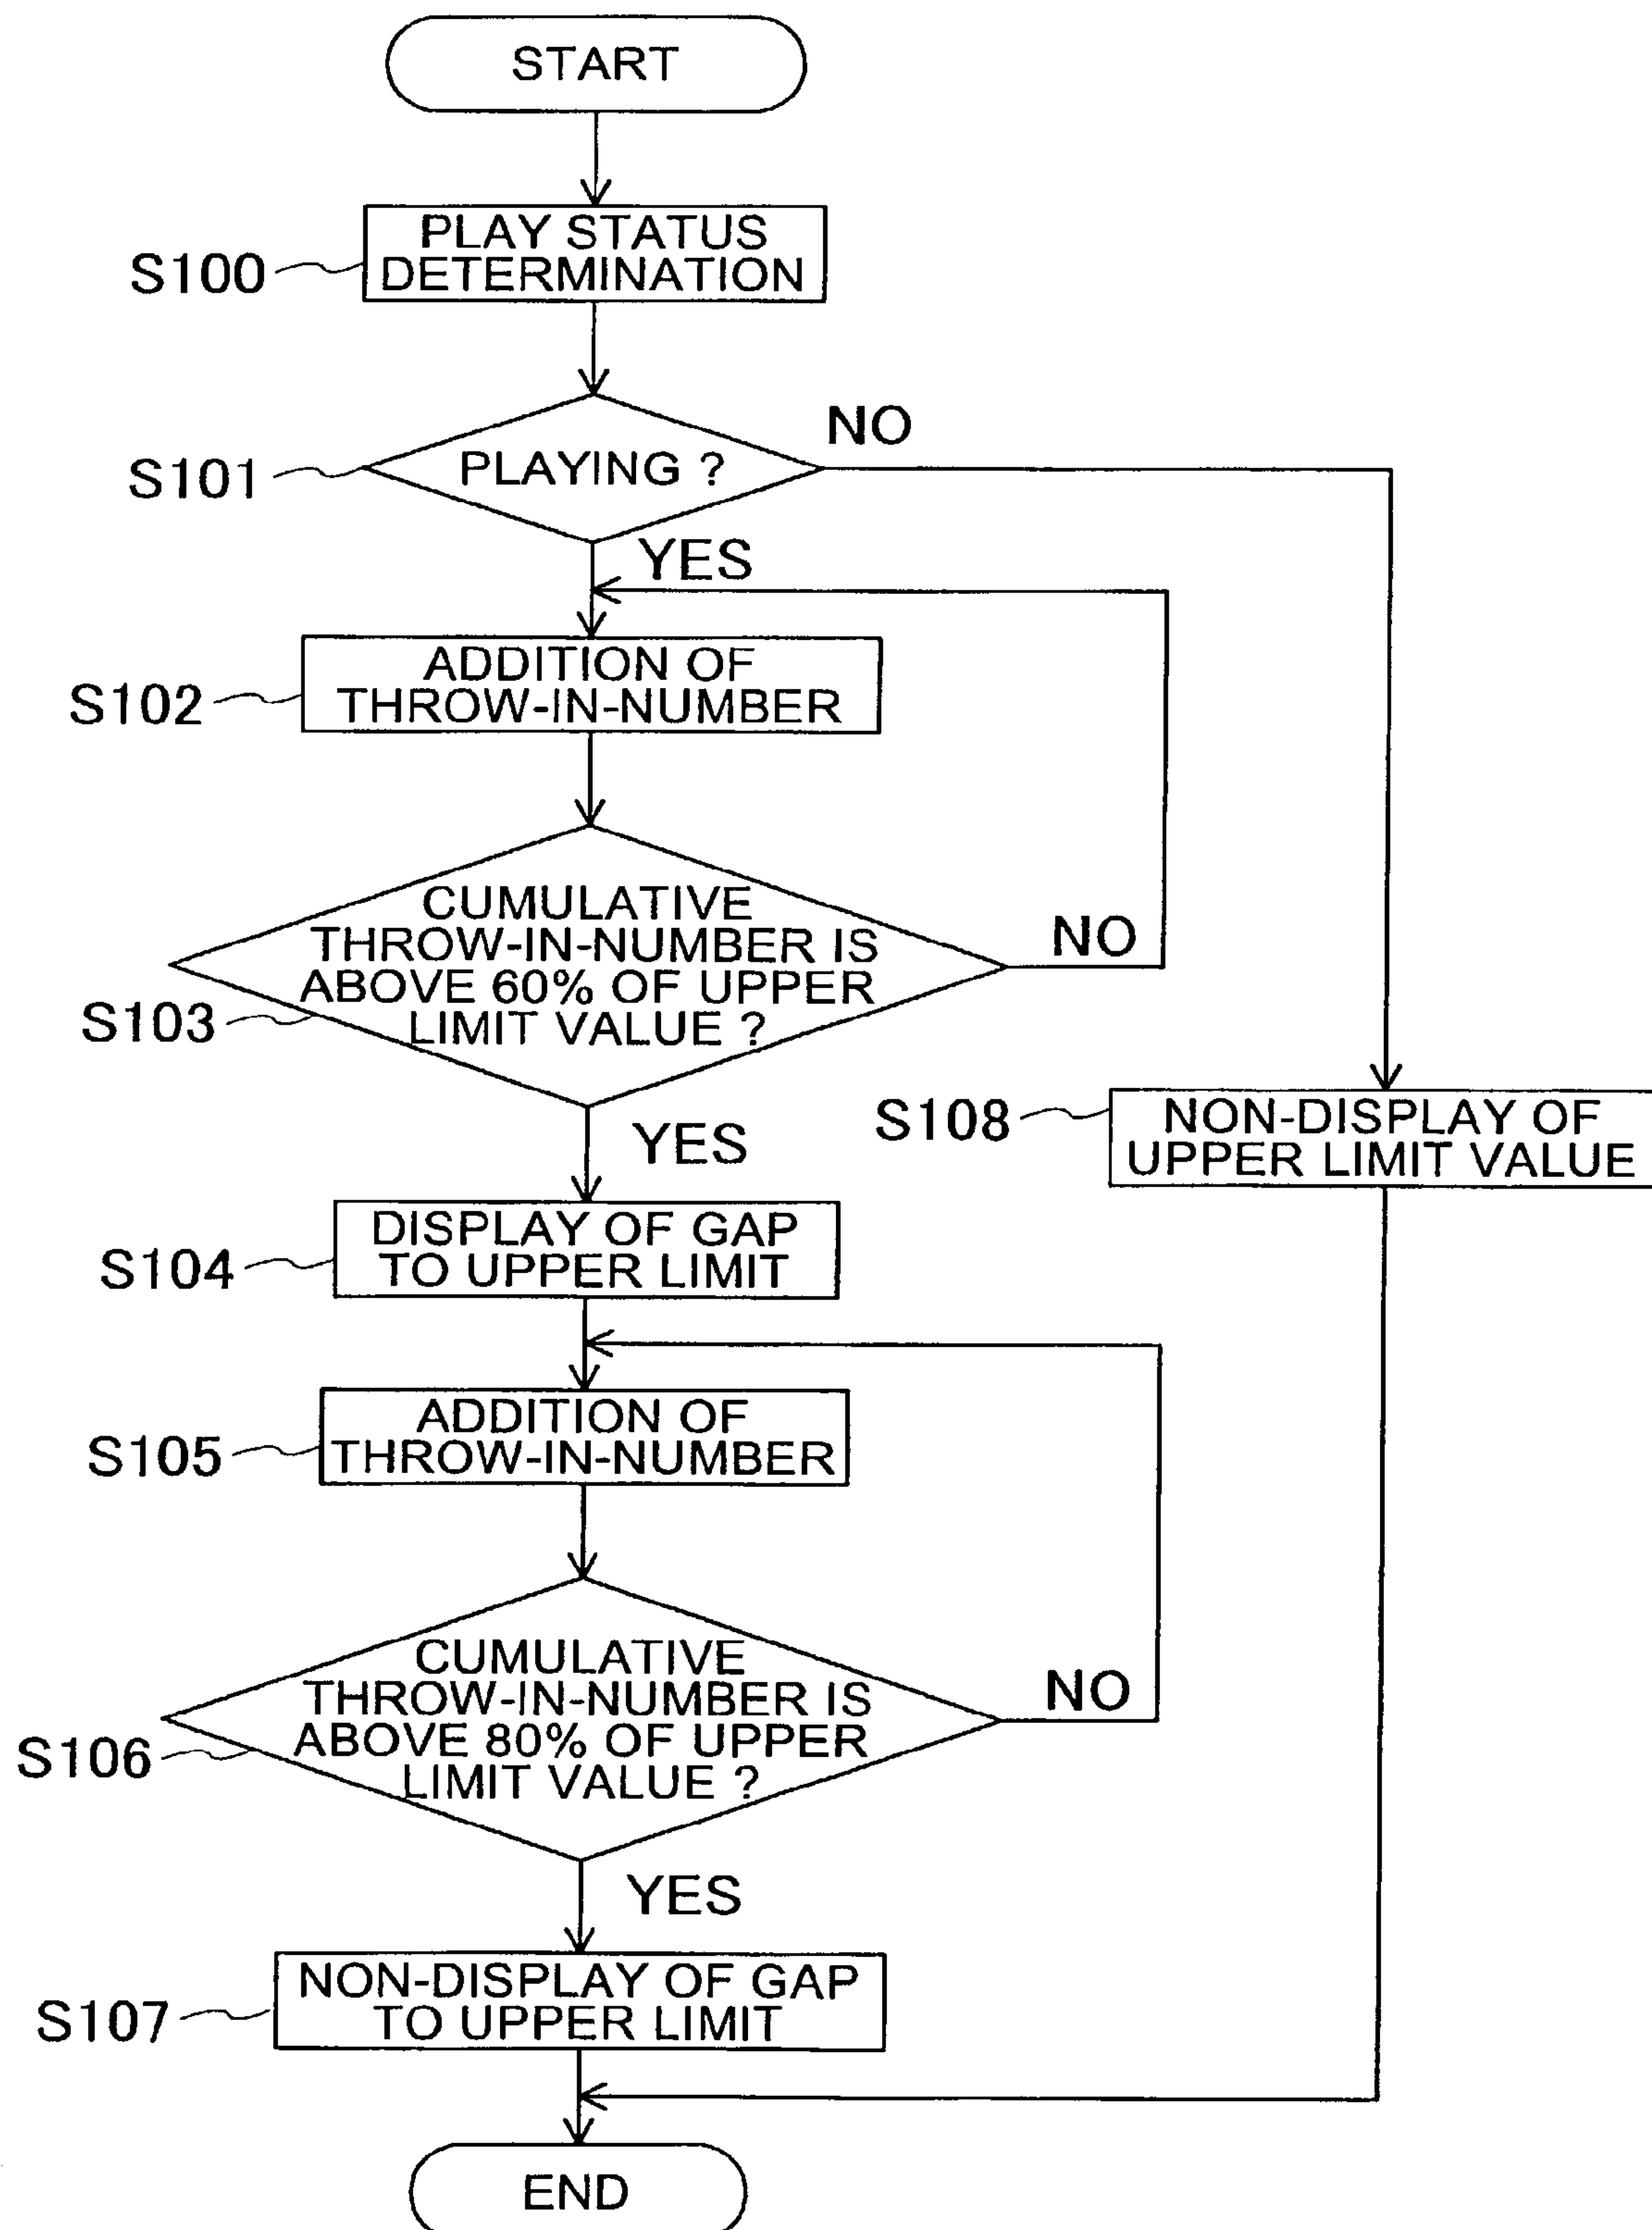 START
PLAY STATUS
DETERMINATION
S100
NO
PLAYING ?
S101
YES
ADDITION OF
THROW-IN-NUMBER
S102
CUMULATIVE
THROW-IN-NUMBER IS
ABOVE 60% OF UPPER
LIMIT VALUE ?
NO
S103
YES
S108
NON-DISPLAY OF
UPPER LIMIT VALUE
DISPLAY OF GAP
TO UPPER LIMIT
S104
ADDITION OF
THROW-IN-NUMBER
S105
CUMULATIVE
THROW-IN-NUMBER IS
ABOVE 80% OF UPPER
LIMIT VALUE ?
NO
S106
YES
NON-DISPLAY OF GAP
TO UPPER LIMIT
S107
END